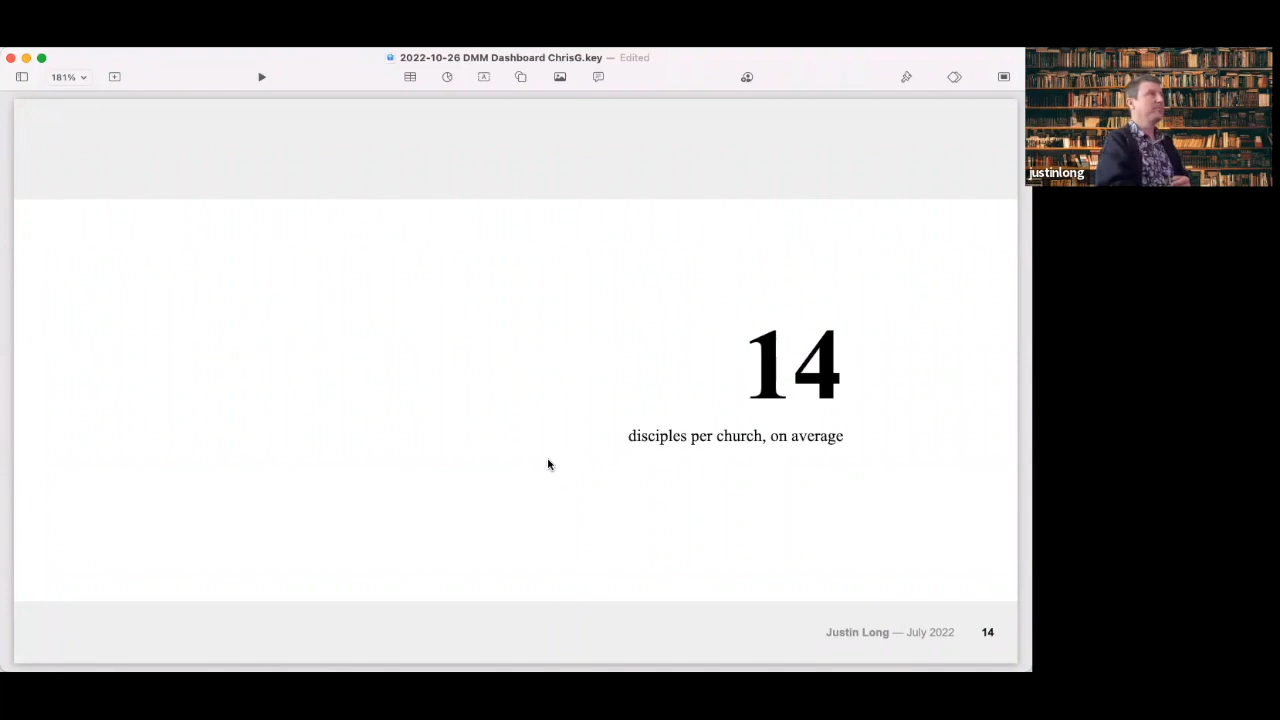 2022-10-26 DMM Dashboard ChrisG.key — Edited
181%
justinlong
14
disciples per church, on average
Justin Long — July 2022 14